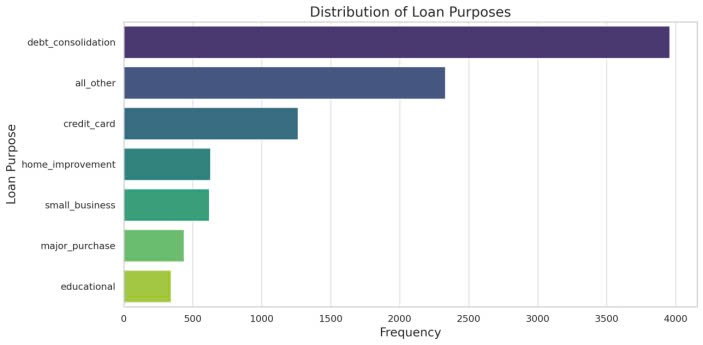 Distribution of Loan Purposes
Loan Purpose
debt_consolidation
all_other
credit_card
home_improvement
small_business
major_purchase
educational
0 500 1000 1500 2000 2500 3000 3500 4000
Frequency